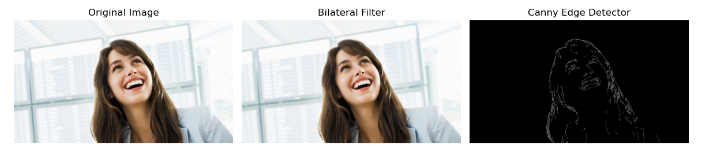 Original Image
Bilateral Filter
Canny Edge Detector